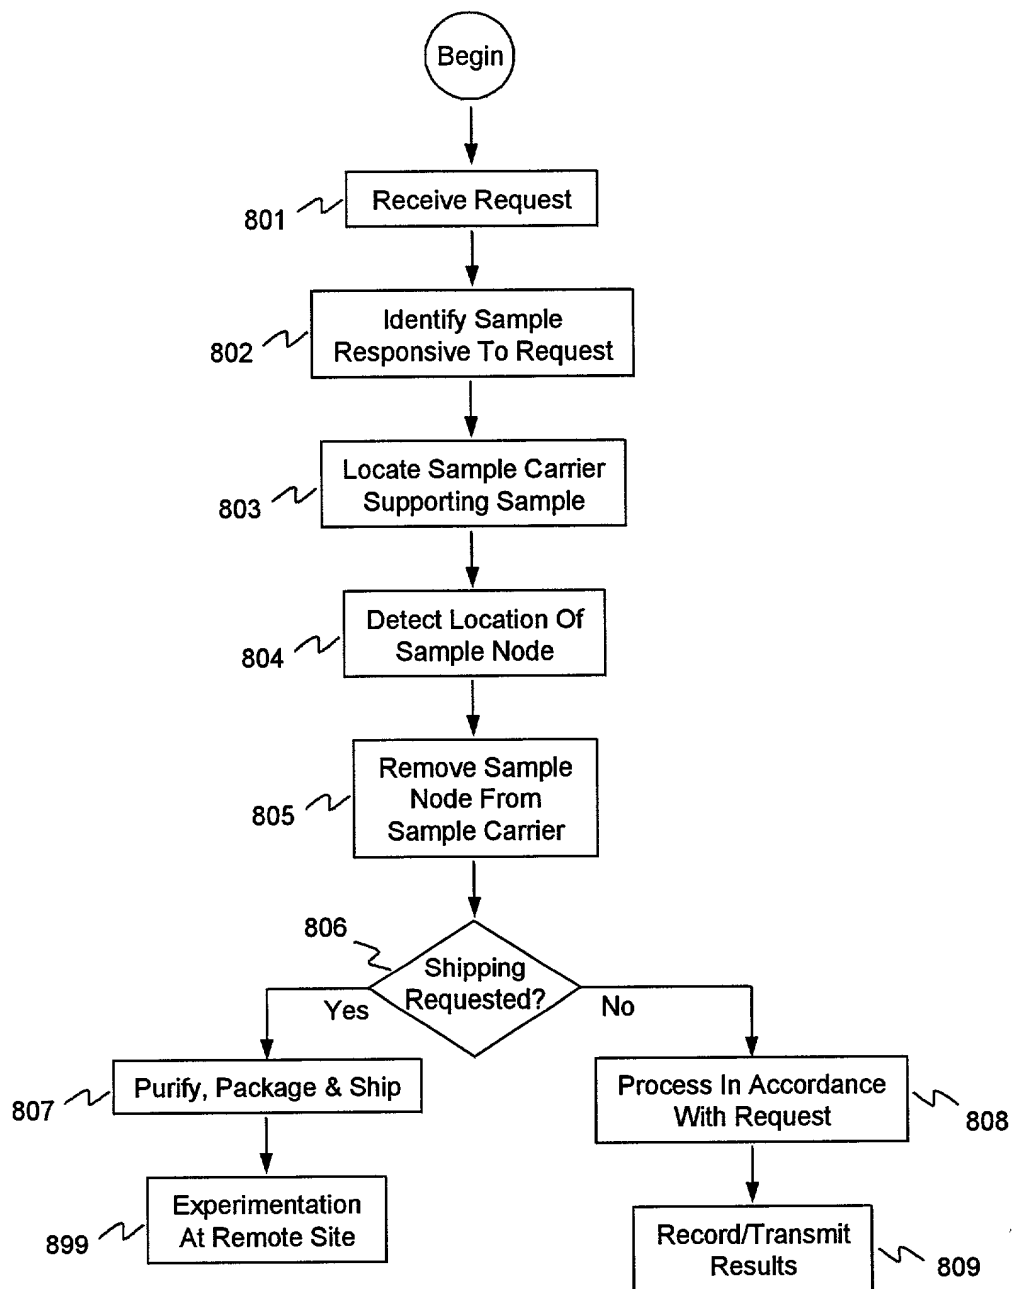 Begin
Receive Request
801
Identify Sample
Responsive To Request
802
Locate Sample Carrier
Supporting Sample
803
Detect Location Of
Sample Node
804
Remove Sample
Node From
Sample Carrier
805
806
Shipping
Requested?
Yes
No
Purify, Package & Ship
807
Process In Accordance
With Request
808
Experimentation
At Remote Site
899
Record/Transmit
Results
809